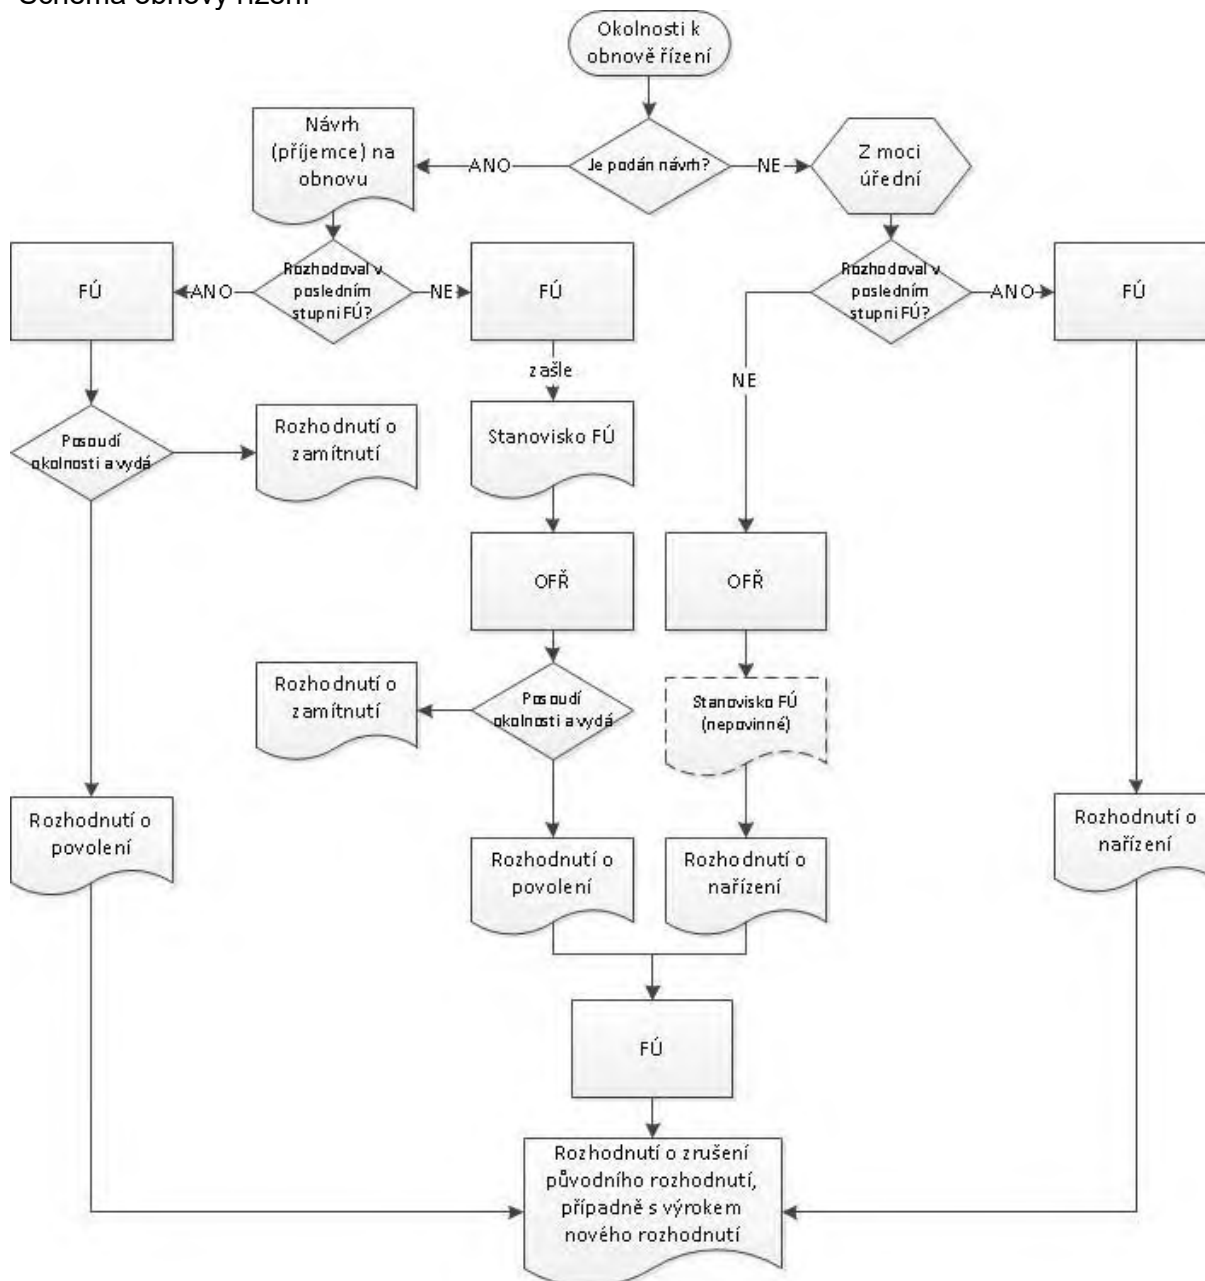 Schéma obnovy řízení
Okolnosti k
obnově řízení
Návrh
(příjemce) na
obnovu
ANO
Je podán návrh?
NE
Z moci
úřední
FÚ
ANO
Rozhodoval v
posledním
stupni FÚ?
NE
FÚ
Rozhodoval v
posledním
stupni FÚ?
ANO
FÚ
zašle
NE
Posoudí
okolnosti a vydá
Rozhodnutí o
zamítnutí
Stanovisko FÚ
OFŘ
OFŘ
Rozhodnutí o
zamítnutí
Posoudí
okolnosti a vydá
Stanovisko FÚ
(nepovinné)
Rozhodnutí o
povolení
Rozhodnutí o
povolení
Rozhodnutí o
nařízení
Rozhodnutí o
nařízení
FÚ
Rozhodnutí o zrušení
původního rozhodnutí,
případně s výrokem
nového rozhodnutí